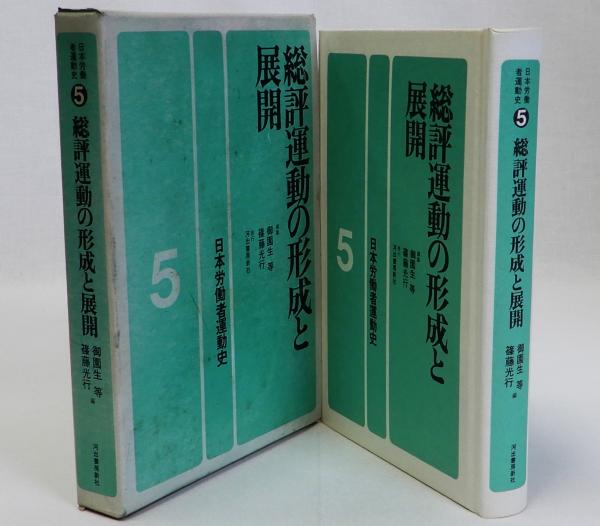 日本労働
者運動史
5
総評運動の形成と展開
御園生 等
篠藤光行
編
河出書房新社
総評運動の形成と
展開
御園生 等
篠藤光行
河出書房新社
日本労働者運動史
5
総評運動の形成と
展開
御園生 等
篠藤光行
河出書房新社
日本労働者運動史
5
日本労働
者運動史
5
総評運動の形成と展開
御園生 等
篠藤光行
編
河出書房新社